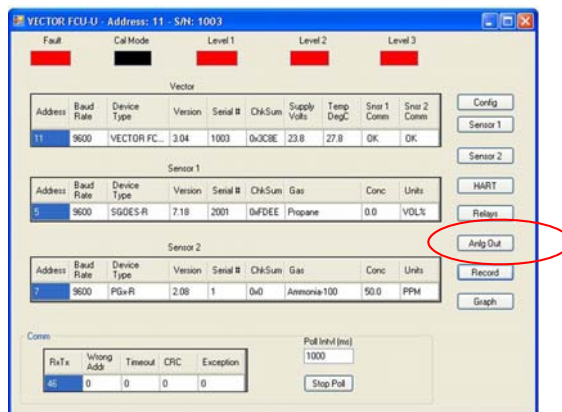 VECTOR FCU-U - Address: 11 - S/N: 1003
Fault Cal Mode Level 1 Level 2 Level 3
Vector
Address Baud Rate Device Type Version Serial # ChkSum Supply Volts Temp DegC Snsr 1 Comm Snsr 2 Comm
11 9600 VECTOR FC... 3.04 1003 0x3C8E 23.8 27.8 OK OK
Sensor 1
Address Baud Rate Device Type Version Serial # ChkSum Gas Conc Units
5 9600 SGOES-R 7.18 2001 0xFDEE Propane 0.0 VOL%
Sensor 2
Address Baud Rate Device Type Version Serial # ChkSum Gas Conc Units
7 9600 PGx-R 2.08 1 0x0 Ammonia-100 50.0 PPM
Config
Sensor 1
Sensor 2
HART
Relays
Anlg Out
Record
Graph
Comm
RxTx Wrong Addr Timeout CRC Exception
46 0 0 0 0
Poll Intvl (ms)
1000
Stop Poll